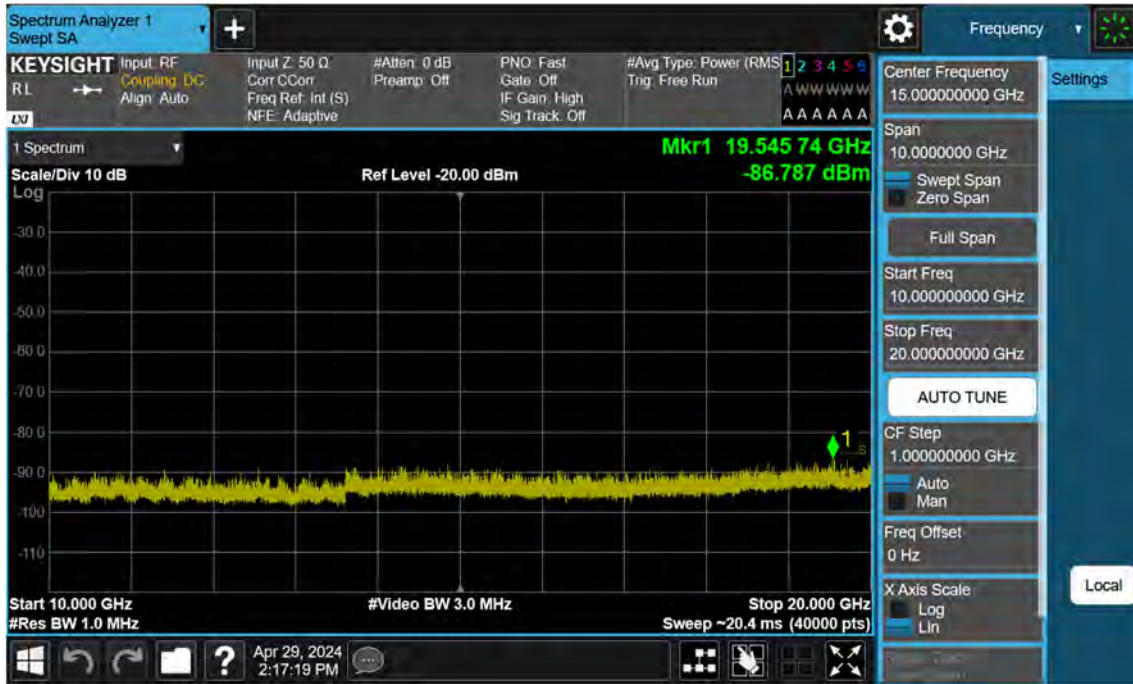 Spectrum Analyzer 1
Swept SA
Frequency
KEYSIGHT
RL
LXI
Input: RF
Coupling: DC
Align: Auto
Input Z: 50 Ω
Corr CCorr
Freq Ref: Int (S)
NFE: Adaptive
#Atten: 0 dB
Preamp: Off
PNO: Fast
Gate: Off
IF Gain: High
Sig Track: Off
#Avg Type: Power (RMS
Trig: Free Run
1 2 3 4 5 6
A W W W W W
A A A A A A
1 Spectrum
Scale/Div 10 dB
Ref Level -20.00 dBm
Mkr1 19.545 74 GHz
-86.787 dBm
Log
-30.0
-40.0
-50.0
-60.0
-70.0
-80.0
-90.0
-100
-110
1
Start 10.000 GHz
#Res BW 1.0 MHz
#Video BW 3.0 MHz
Stop 20.000 GHz
Sweep ~20.4 ms (40000 pts)
Center Frequency
15.000000000 GHz
Span
10.0000000 GHz
Swept Span
Zero Span
Full Span
Start Freq
10.000000000 GHz
Stop Freq
20.000000000 GHz
AUTO TUNE
CF Step
1.000000000 GHz
Auto
Man
Freq Offset
0 Hz
X Axis Scale
Log
Lin
Settings
Local
?
Apr 29, 2024
2:17:19 PM